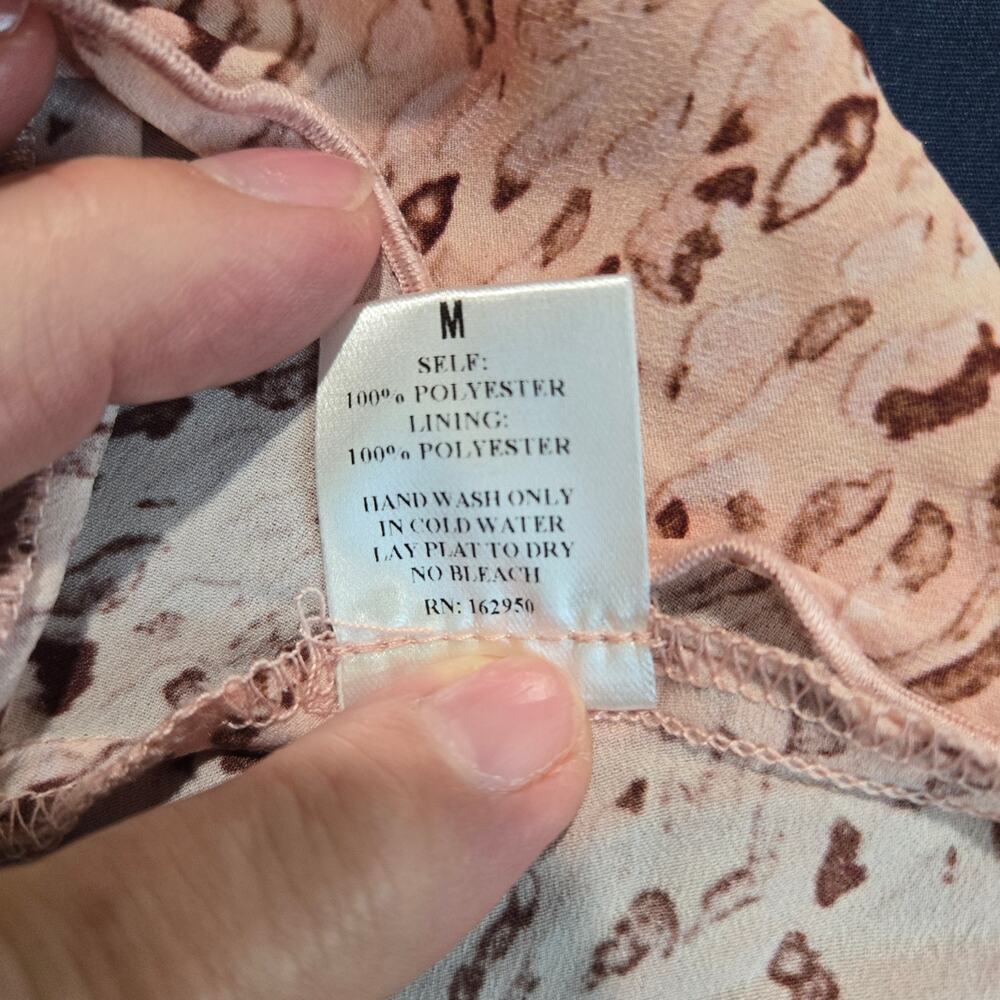 M
SELF:
100% POLYESTER
LINING:
100% POLYESTER
HAND WASH ONLY
IN COLD WATER
LAY PLAT TO DRY
NO BLEACH
RN: 162950